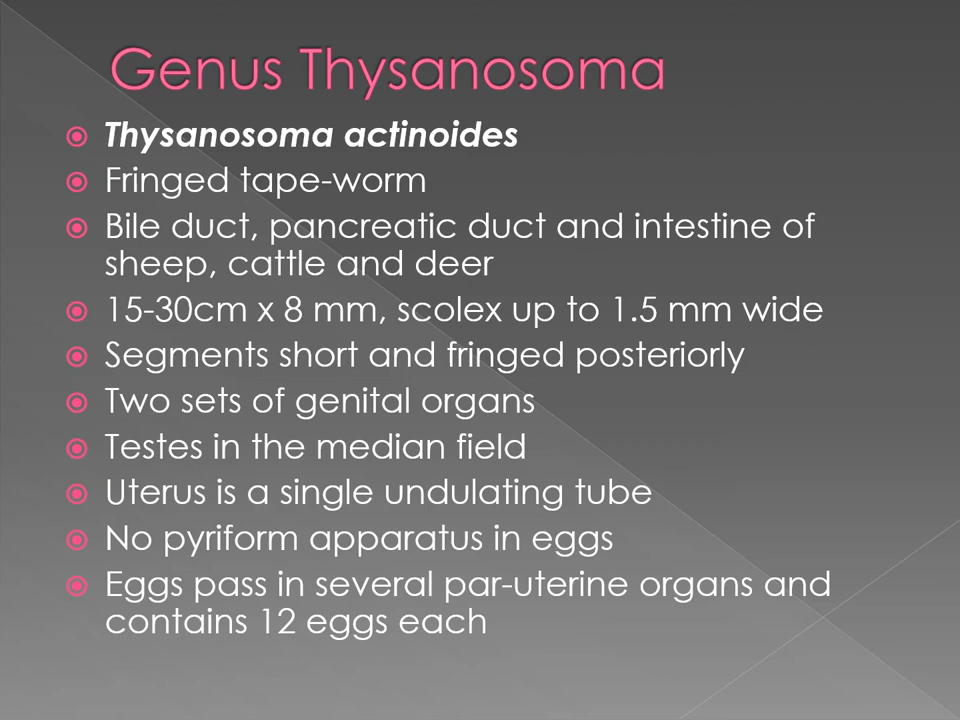 Genus Thysanosoma
Thysanosoma actinoides
Fringed tape-worm
Bile duct, pancreatic duct and intestine of
sheep, cattle and deer
15-30cm x 8 mm, scolex up to 1.5 mm wide
Segments short and fringed posteriorly
Two sets of genital organs
Testes in the median field
Uterus is a single undulating tube
No pyriform apparatus in eggs
Eggs pass in several par-uterine organs and
contains 12 eggs each